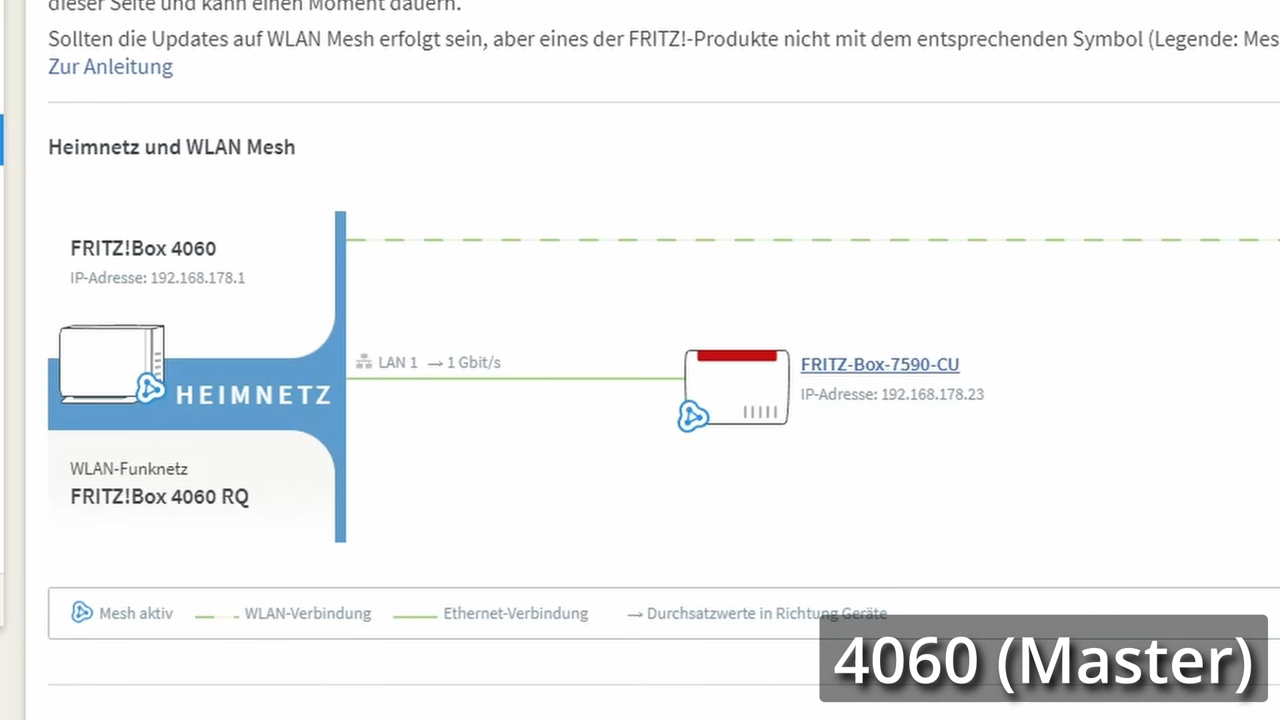 dieser Seite und kann einen Moment dauern.
Sollten die Updates auf WLAN Mesh erfolgt sein, aber eines der FRITZ!-Produkte nicht mit dem entsprechenden Symbol (Legende: Mes
Zur Anleitung
Heimnetz und WLAN Mesh
FRITZ!Box 4060
IP-Adresse: 192.168.178.1
LAN 1 → 1 Gbit/s
FRITZ-Box-7590-CU
IP-Adresse: 192.168.178.23
HEIMNETZ
WLAN-Funknetz
FRITZ!Box 4060 RQ
Mesh aktiv WLAN-Verbindung Ethernet-Verbindung → Durchsatzwerte in Richtung Geräte
4060 (Master)